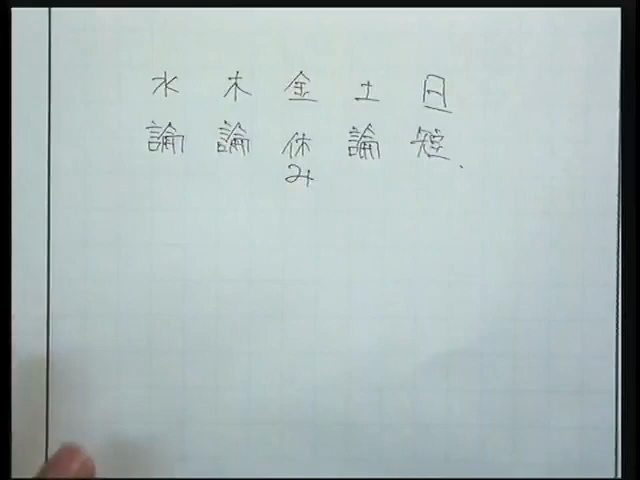 水 木 金 土 日
論 論 休み 論 短.